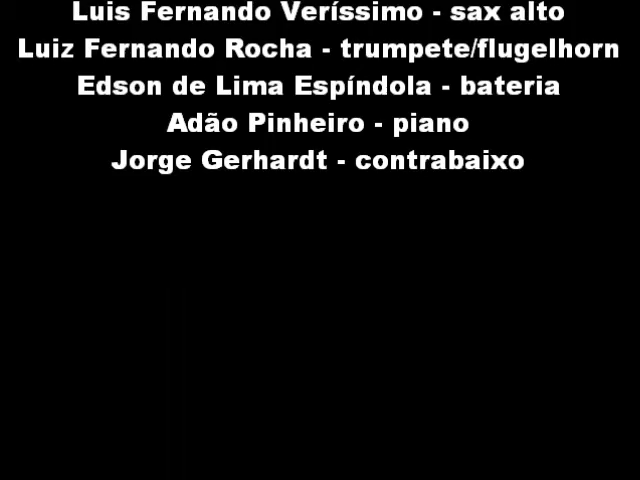 Luis Fernando Veríssimo - sax alto
Luiz Fernando Rocha - trumpete/flugelhorn
Edson de Lima Espíndola - bateria
Adão Pinheiro - piano
Jorge Gerhardt - contrabaixo